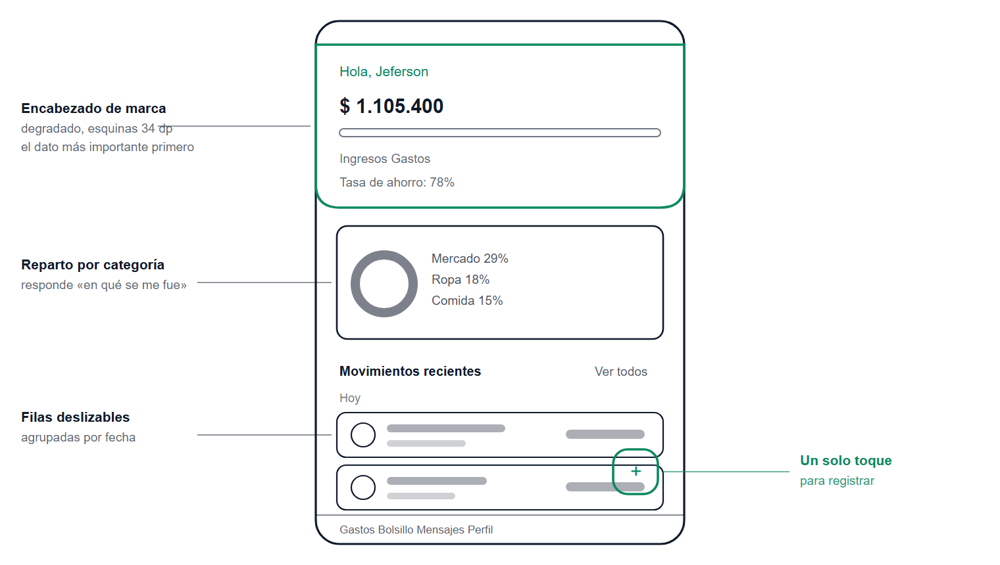 Hola, Jeferson
$ 1.105.400
Ingresos Gastos
Tasa de ahorro: 78%
Encabezado de marca
degradado, esquinas 34 dp
el dato más importante primero
Mercado 29%
Ropa 18%
Comida 15%
Reparto por categoría
responde «en qué se me fue»
Movimientos recientes
Ver todos
Hoy
Filas deslizables
agrupadas por fecha
+
Un solo toque
para registrar
Gastos Bolsillo Mensajes Perfil